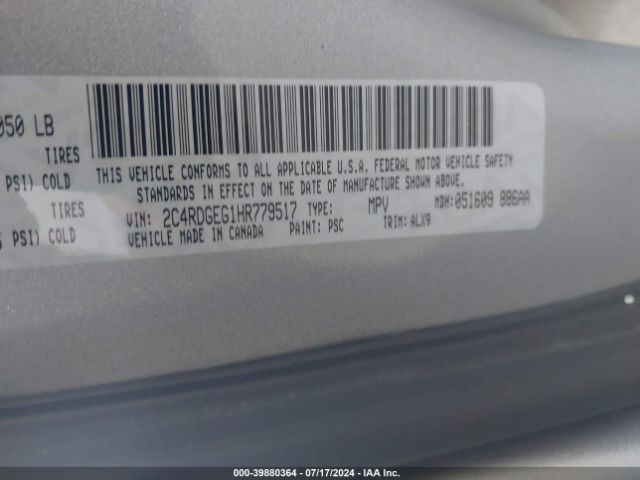 050 LB
TIRES
THIS VEHICLE CONFORMS TO ALL APPLICABLE U.S.A. FEDERAL MOTOR VEHICLE SAFETY
PSI) COLD
STANDARDS IN EFFECT ON THE DATE OF MANUFACTURE SHOWN ABOVE.
TIRES
VIN: 2C4RDGEG1HR779517 TYPE: MPV MDH:051609 886AA
PSI) COLD
VEHICLE MADE IN CANADA PAINT: PSC TRIM: ALX9
000-39880364 - 07/17/2024 - IAA Inc.